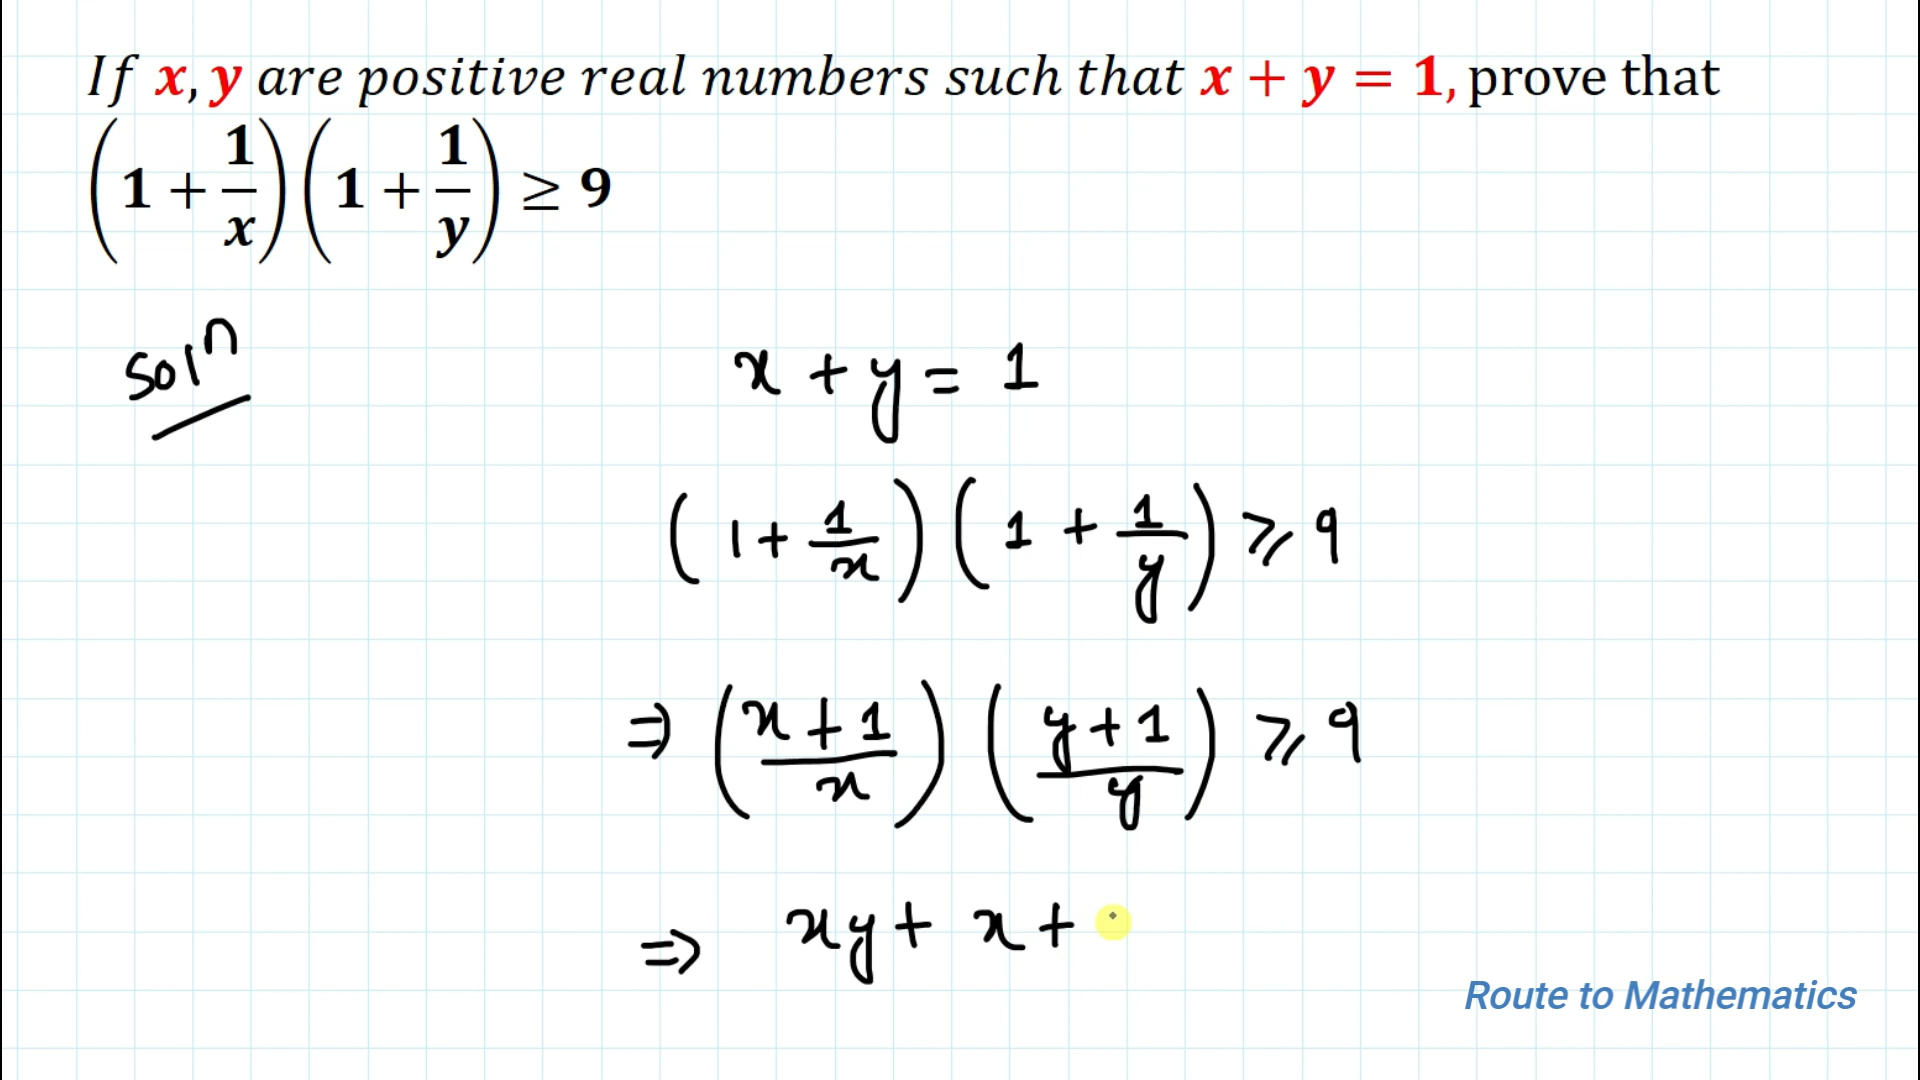 If x, y are positive real numbers such that x + y = 1, prove that
(1 + 1/x)(1 + 1/y) ≥ 9
Solⁿ
x + y = 1
(1 + 1/x)(1 + 1/y) ≥ 9
⇒ ((x + 1)/x)((y + 1)/y) ≥ 9
⇒ xy + x +
Route to Mathematics